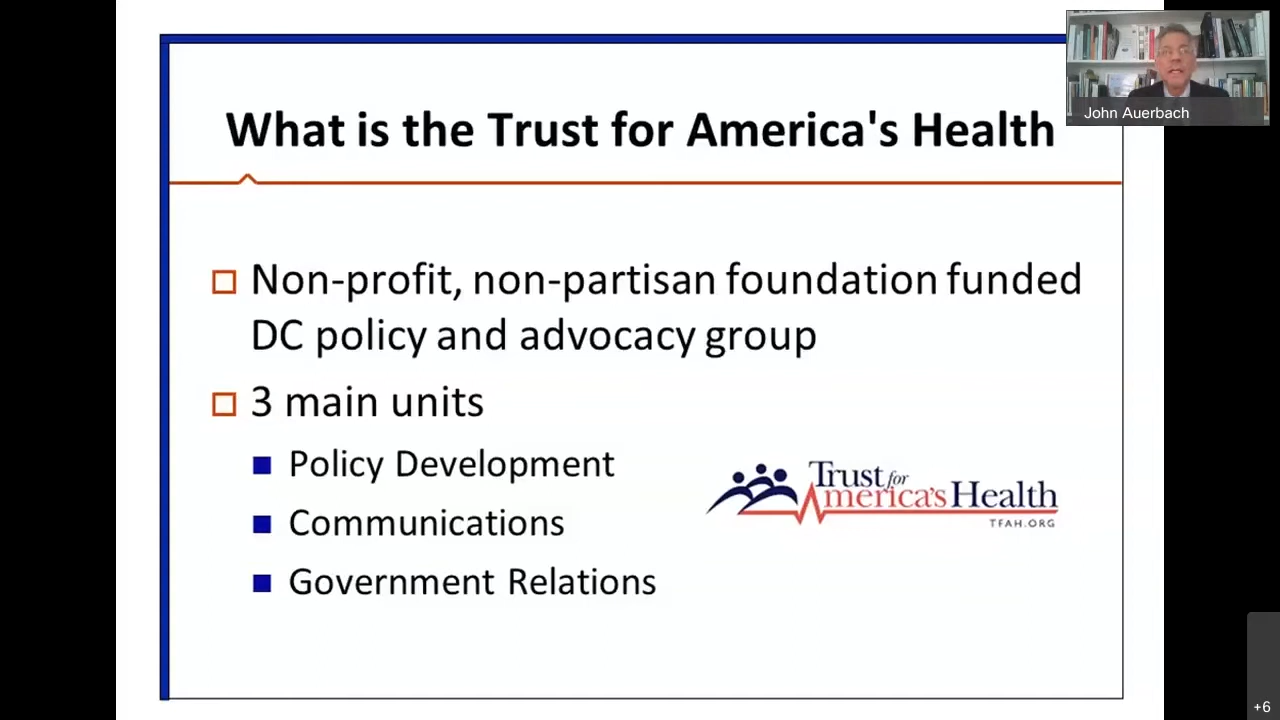 What is the Trust for America's Health
John Auerbach
Non-profit, non-partisan foundation funded
DC policy and advocacy group
3 main units
Policy Development
Communications
Government Relations
Trust for
America's Health
TFAH.ORG
+6